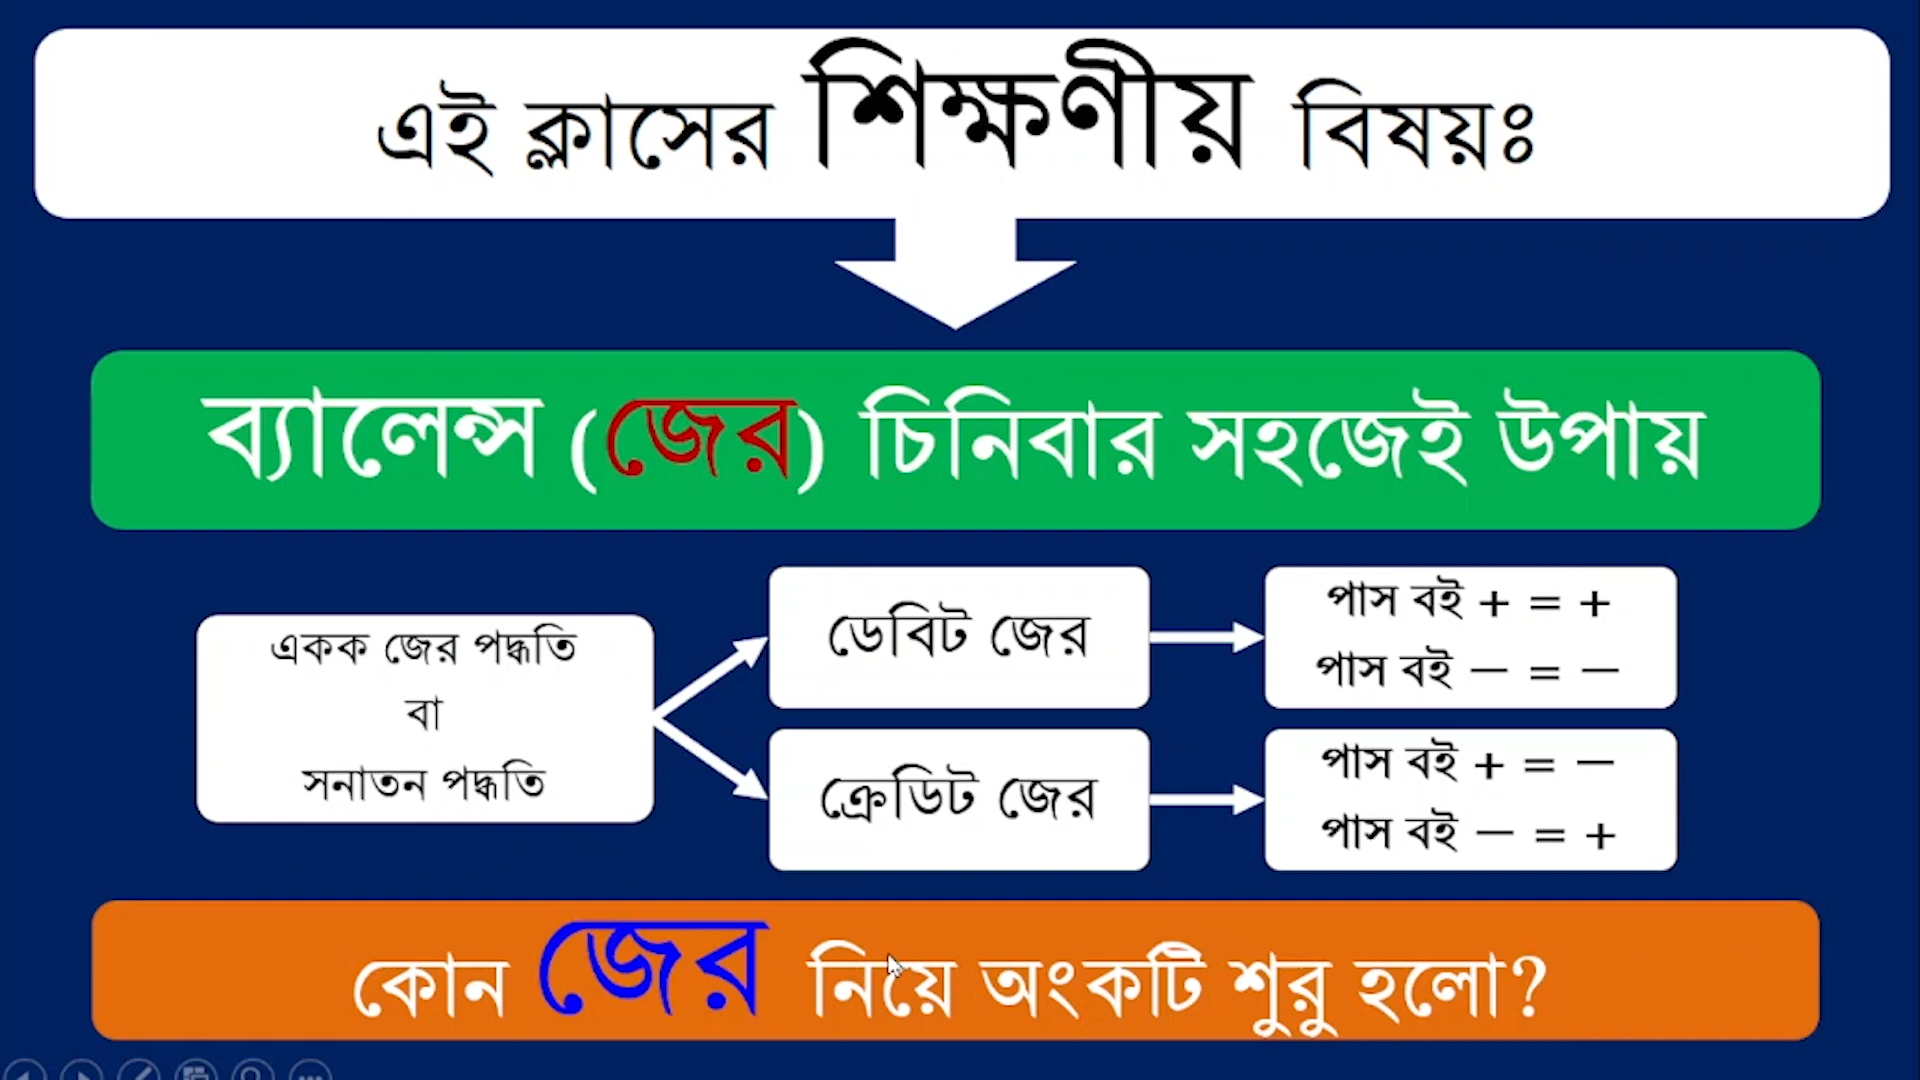 এই ক্লাসের শিক্ষণীয় বিষয়ঃ
ব্যালেন্স (জের) চিনিবার সহজেই উপায়
একক জের পদ্ধতি
বা
সনাতন পদ্ধতি
ডেবিট জের
পাস বই + = +
পাস বই − = −
ক্রেডিট জের
পাস বই + = −
পাস বই − = +
কোন জের নিয়ে অংকটি শুরু হলো?